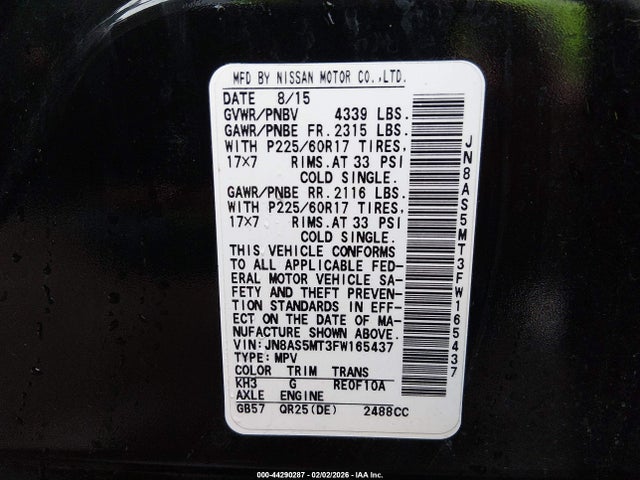 MFD BY NISSAN MOTOR CO.,LTD.
DATE 8/15
GVWR/PNBV 4339 LBS.
GAWR/PNBE FR. 2315 LBS.
WITH P225/60R17 TIRES,
17×7 RIMS.AT 33 PSI
COLD SINGLE.
GAWR/PNBE RR. 2116 LBS.
WITH P225/60R17 TIRES,
17×7 RIMS.AT 33 PSI
COLD SINGLE.
THIS VEHICLE CONFORMS
TO ALL APPLICABLE FED-
ERAL MOTOR VEHICLE SA-
FETY AND THEFT PREVEN-
TION STANDARDS IN EFF-
ECT ON THE DATE OF MA-
NUFACTURE SHOWN ABOVE.
VIN: JN8AS5MT3FW165437
TYPE: MPV
COLOR TRIM TRANS
KH3 G RE0F10A
AXLE ENGINE
GB57 QR25(DE) 2488CC
JN8AS5MT3FW165437
000-44290287 - 02/02/2026 - IAA Inc.